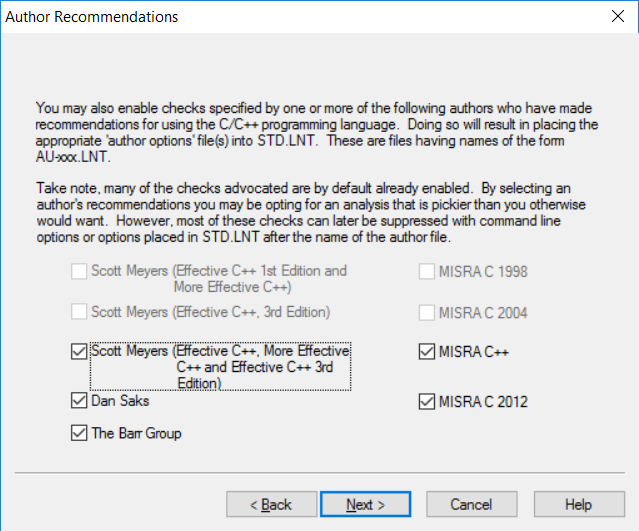 Author Recommendations
You may also enable checks specified by one or more of the following authors who have made
recommendations for using the C/C++ programming language.  Doing so will result in placing the
appropriate 'author options' file(s) into STD.LNT.  These are files having names of the form
AU-xxx.LNT.
Take note, many of the checks advocated are by default already enabled.  By selecting an
author's recommendations you may be opting for an analysis that is pickier than you otherwise
would want.  However, most of these checks can later be suppressed with command line
options or options placed in STD.LNT after the name of the author file.
Scott Meyers (Effective C++ 1st Edition and
More Effective C++)
MISRA C 1998
Scott Meyers (Effective C++, 3rd Edition)
MISRA C 2004
Scott Meyers (Effective C++, More Effective
C++ and Effective C++ 3rd
Edition)
MISRA C++
Dan Saks
MISRA C 2012
The Barr Group
< Back
Next >
Cancel
Help